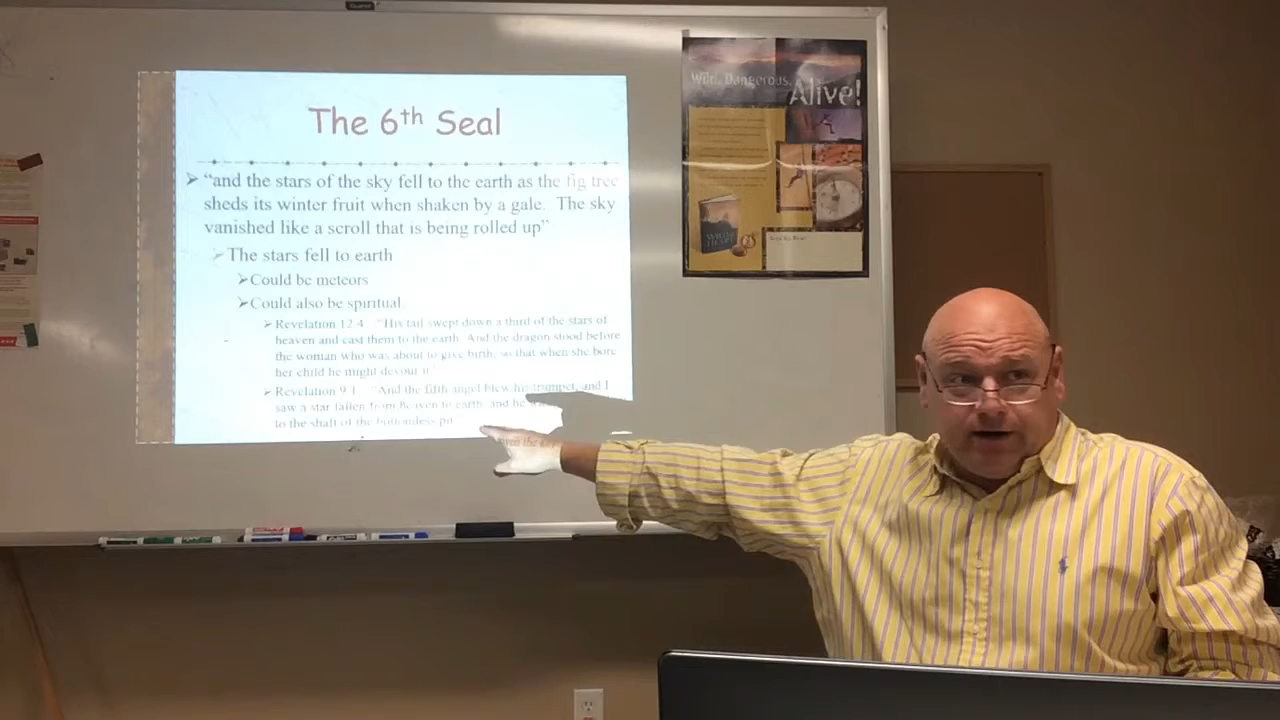 Quartet
The 6th Seal
➢ “and the stars of the sky fell to the earth as the fig tree
sheds its winter fruit when shaken by a gale. The sky
vanished like a scroll that is being rolled up”
➢ The stars fell to earth
➢ Could be meteors
➢ Could also be spiritual
➢ Revelation 12:4 “His tail swept down a third of the stars of
heaven and cast them to the earth. And the dragon stood before
the woman who was about to give birth, so that when she bore
her child he might devour it.”
➢ Revelation 9:1 “And the fifth angel blew his trumpet, and I
saw a star fallen from heaven to earth, and he
given the key
to the shaft of the bottomless pit
Wild, Dangerous,
Alive!